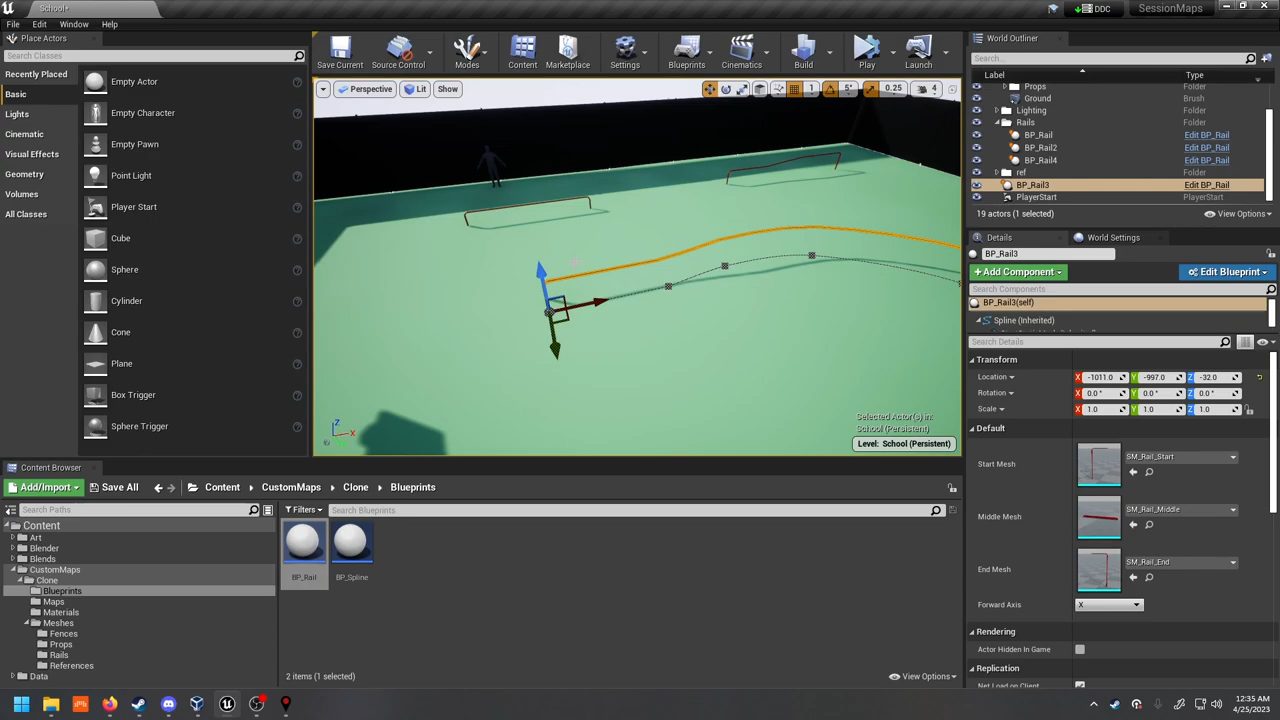 School*
DDC
SessionMaps
File Edit Window Help
Place Actors
Search Classes
Recently Placed
Basic
Lights
Cinematic
Visual Effects
Geometry
Volumes
All Classes
Empty Actor
Empty Character
Empty Pawn
Point Light
Player Start
Cube
Sphere
Cylinder
Cone
Plane
Box Trigger
Sphere Trigger
Save Current
Source Control
Modes
Content
Marketplace
Settings
Blueprints
Cinematics
Build
Play
Launch
Perspective
Lit
Show
5°
0.25
4
Z
X
Selected Actor(s) in:
School (Persistent)
Level: School (Persistent)
World Outliner
Search...
Label Type
Props Folder
Ground Brush
Lighting Folder
Rails Folder
BP_Rail Edit BP_Rail
BP_Rail2 Edit BP_Rail
BP_Rail4 Edit BP_Rail
ref Folder
BP_Rail3 Edit BP_Rail
PlayerStart PlayerStart
19 actors (1 selected)
View Options
Details
World Settings
BP_Rail3
+Add Component
Edit Blueprint
Search Components
BP_Rail3(self)
Spline (Inherited)
Search Details
Transform
Location X -1011.0 Y -997.0 Z -32.0
Rotation X 0.0 ° Y 0.0 ° Z 0.0 °
Scale X 1.0 Y 1.0 Z 1.0
Default
Start Mesh SM_Rail_Start
Middle Mesh SM_Rail_Middle
End Mesh SM_Rail_End
Forward Axis X
Rendering
Actor Hidden In Game
Replication
Net Load on Client
Content Browser
Add/Import
Save All
Content
CustomMaps
Clone
Blueprints
Search Paths
Filters
Search Blueprints
Content
Art
Blender
Blends
CustomMaps
Clone
Blueprints
Maps
Materials
Meshes
Fences
Props
Rails
References
Data
BP_Rail
BP_Spline
2 items (1 selected)
View Options
12:35 AM
4/25/2023